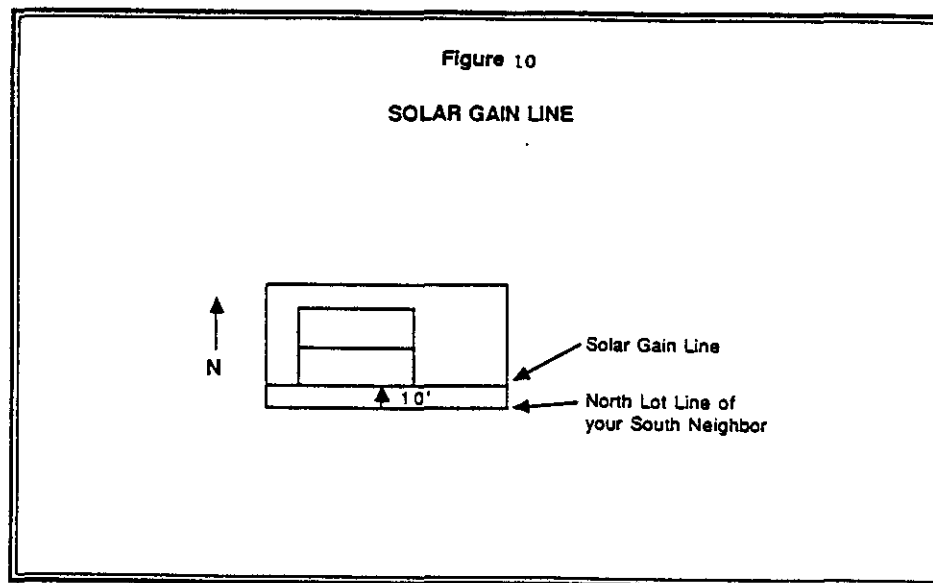 Figure 10
SOLAR GAIN LINE
Solar Gain Line
N
10'
North Lot Line of
your South Neighbor